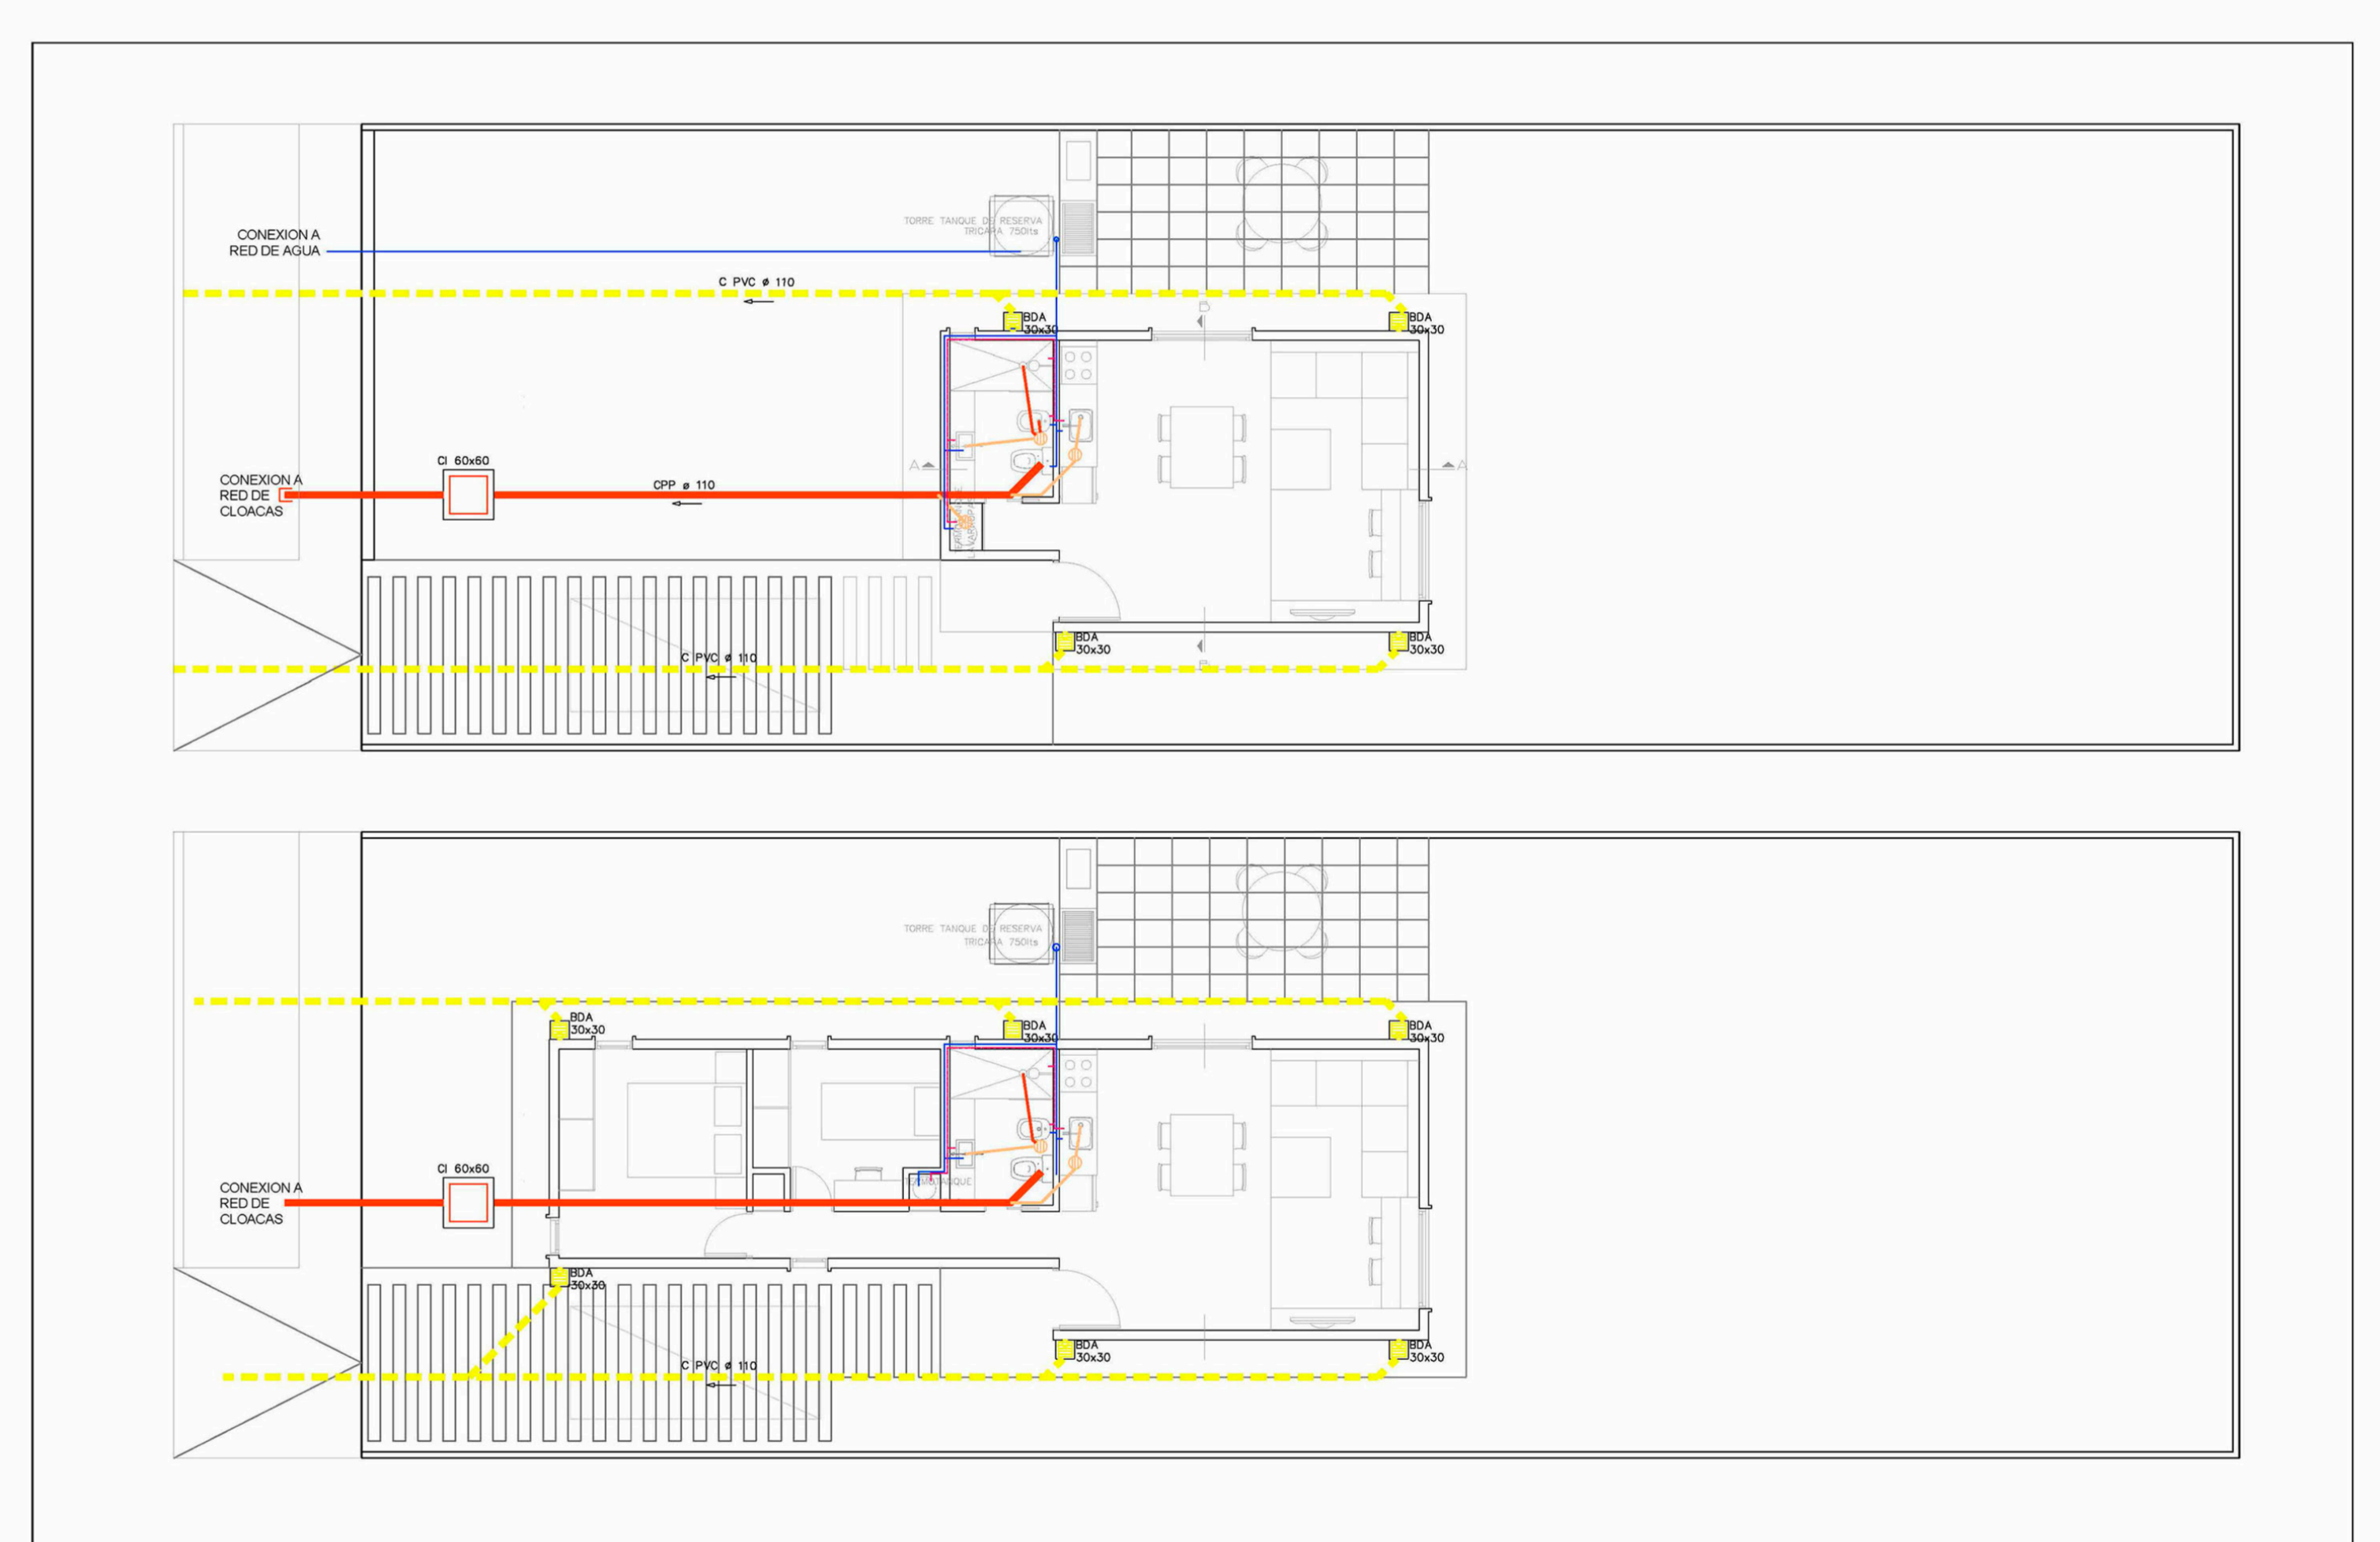 CONEXION A
RED DE AGUA
TORRE TANQUE DE RESERVA
TRICAPA 750lts
C PVC ø 110
BDA
30x30
BDA
30x30
B
A
A
CI 60x60
CONEXION A
RED DE
CLOACAS
CPP ø 110
LAVARROPAS
C PVC ø 110
BDA
30x30
BDA
30x30
B
TORRE TANQUE DE RESERVA
TRICAPA 750lts
BDA
30x30
BDA
30x30
BDA
30x30
CI 60x60
CONEXION A
RED DE
CLOACAS
TERMOTANQUE
BDA
30x30
C PVC ø 110
BDA
30x30
BDA
30x30